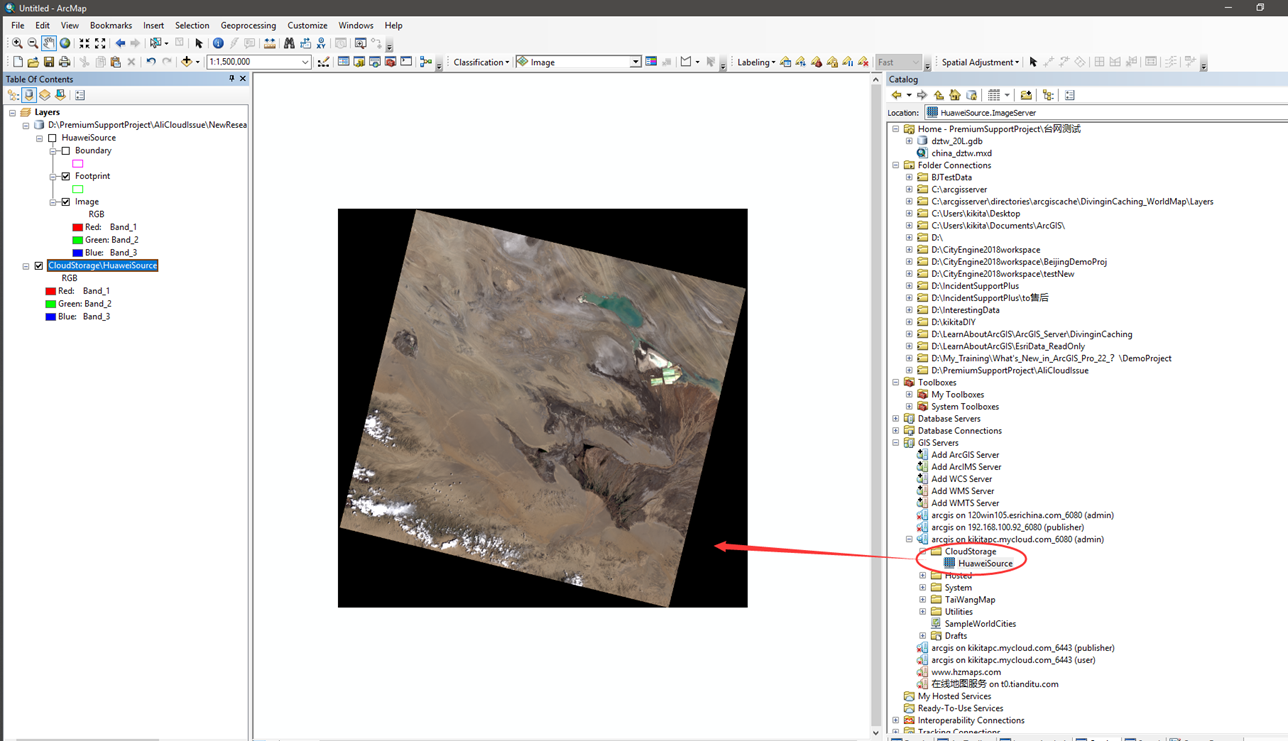 Untitled - ArcMap
File Edit View Bookmarks Insert Selection Geoprocessing Customize Windows Help
1:1,500,000
Classification Image
Labeling Fast
Spatial Adjustment
Table Of Contents
Layers
D:\PremiumSupportProject\AliCloudIssue\NewResea
HuaweiSource
Boundary
Footprint
Image
RGB
Red: Band_1
Green: Band_2
Blue: Band_3
CloudStorage\HuaweiSource
RGB
Red: Band_1
Green: Band_2
Blue: Band_3
Catalog
Location: HuaweiSource.ImageServer
Home - PremiumSupportProject\台网测试
dztw_20L.gdb
china_dztw.mxd
Folder Connections
BJTestData
C:\arcgisserver
C:\arcgisserver\directories\arcgiscache\DivinginCaching_WorldMap\Layers
C:\Users\kikita\Desktop
C:\Users\kikita\Documents\ArcGIS\
D:\
D:\CityEngine2018workspace
D:\CityEngine2018workspace\BeijingDemoProj
D:\CityEngine2018workspace\testNew
D:\IncidentSupportPlus
D:\IncidentSupportPlus\to售后
D:\InterestingData
D:\kikitaDIY
D:\LearnAboutArcGIS\ArcGIS_Server\DivinginCaching
D:\LearnAboutArcGIS\EsriData_ReadOnly
D:\My_Training\What's_New_in_ArcGIS_Pro_22_？\DemoProject
D:\PremiumSupportProject\AliCloudIssue
Toolboxes
My Toolboxes
System Toolboxes
Database Servers
Database Connections
GIS Servers
Add ArcGIS Server
Add ArcIMS Server
Add WCS Server
Add WMS Server
Add WMTS Server
arcgis on 120win105.esrichina.com_6080 (admin)
arcgis on 192.168.100.92_6080 (publisher)
arcgis on kikitapc.mycloud.com_6080 (admin)
CloudStorage
HuaweiSource
Hosted
System
TaiWangMap
Utilities
SampleWorldCities
Drafts
arcgis on kikitapc.mycloud.com_6443 (publisher)
arcgis on kikitapc.mycloud.com_6443 (user)
www.hzmaps.com
在线地图服务 on t0.tianditu.com
My Hosted Services
Ready-To-Use Services
Interoperability Connections
Tracking Connections